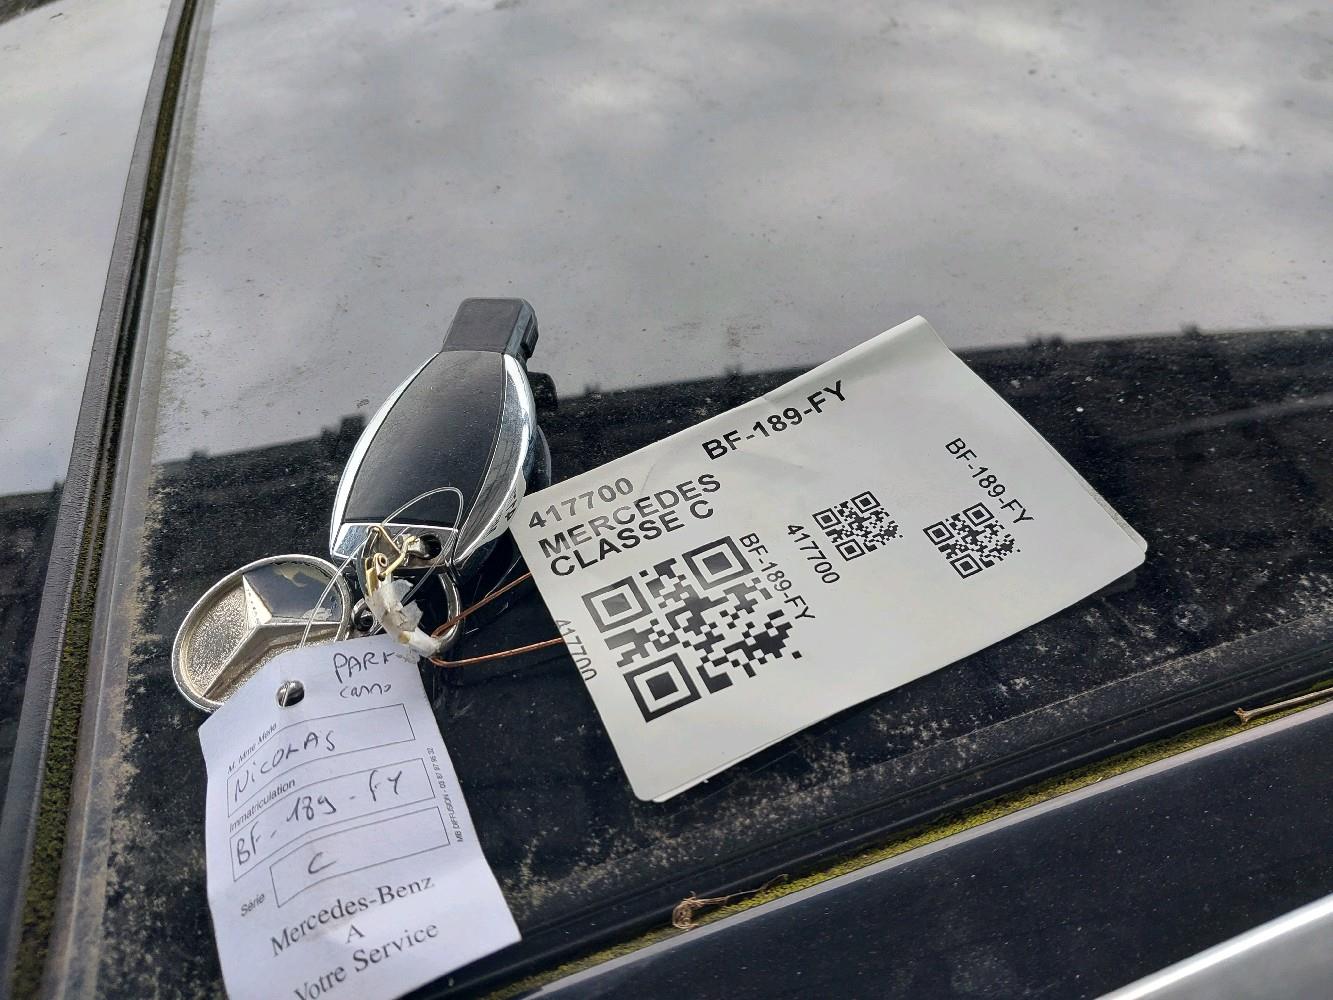 417700
BF-189-FY
MERCEDES
CLASSE C
BF-189-FY
417700
417700
BF-189-FY
PARK
M. Mme Melle
NICOLAS
Immatriculation
BF-189-FY
Série
C
Mercedes-Benz
A
Votre Service